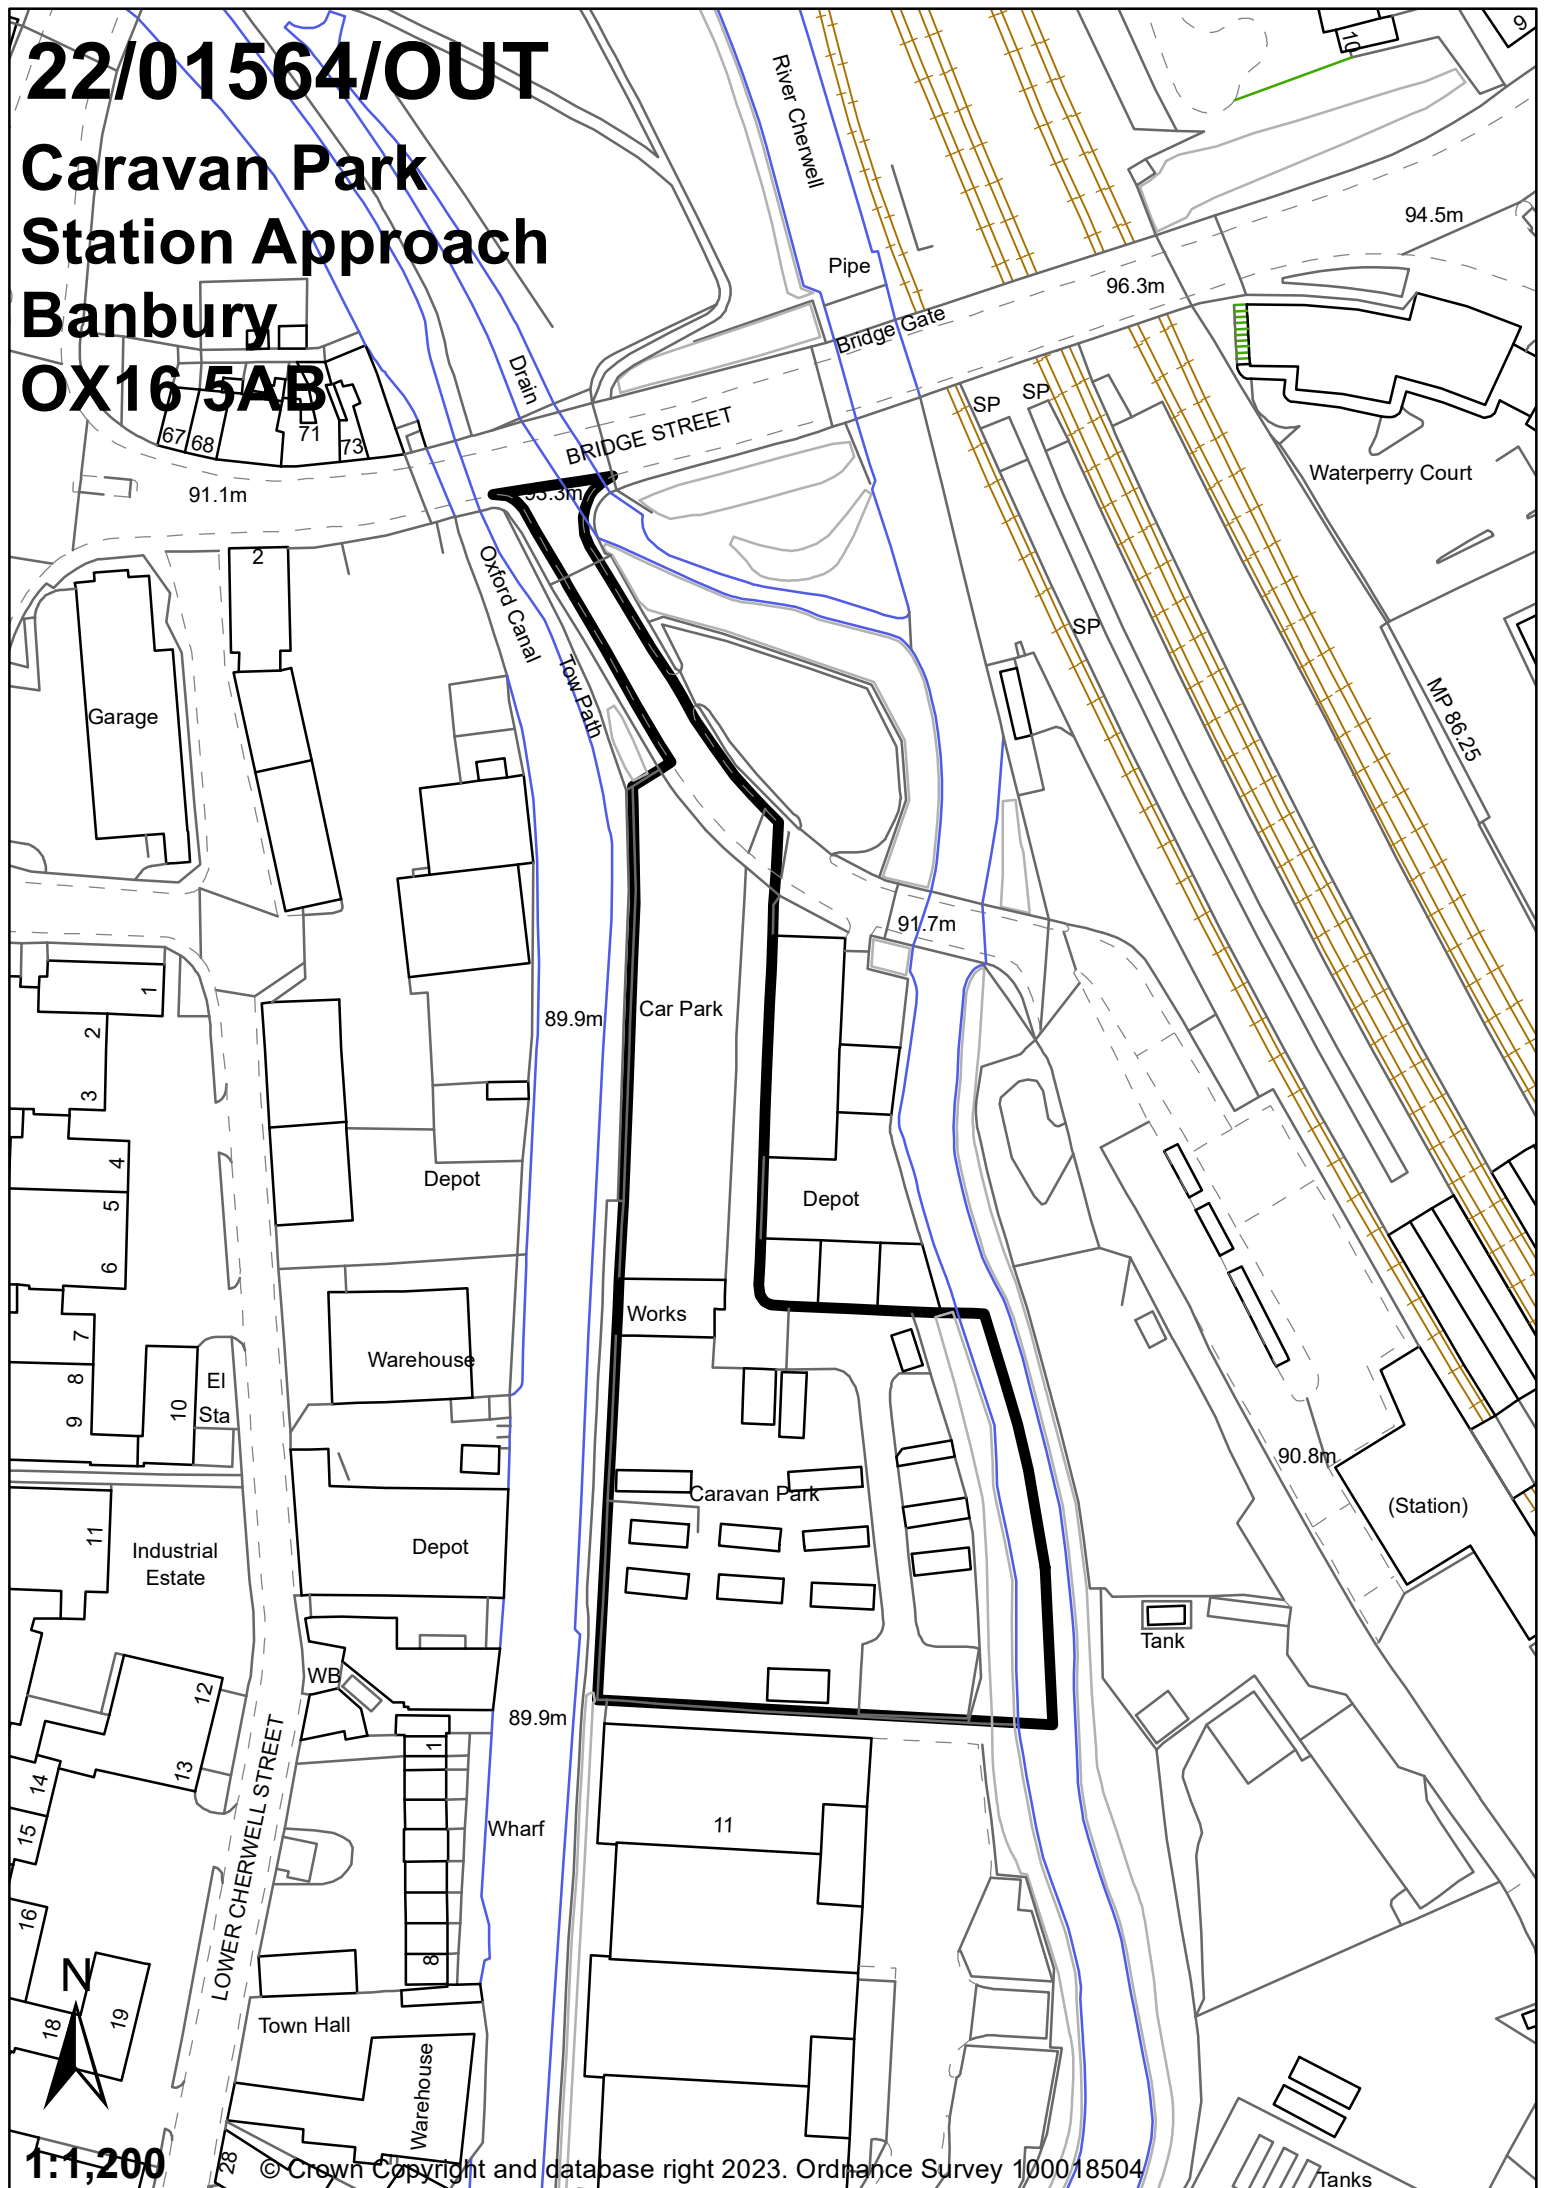 22/01564/OUT
Caravan Park
Station Approach
Banbury
OX16 5AB
River Cherwell
Pipe
Bridge Gate
96.3m
94.5m
10
9
Drain
BRIDGE STREET
93.3m
67
68
71
73
91.1m
SP
SP
SP
Waterperry Court
MP 86.25
2
Garage
Oxford Canal
Tow Path
91.7m
89.9m
Car Park
Depot
Depot
Works
Warehouse
1
2
3
4
5
6
7
8
9
10
El
Sta
11
Industrial
Estate
Depot
Caravan Park
90.8m
(Station)
Tank
WB
12
13
14
15
16
18
19
89.9m
1
8
Wharf
11
LOWER CHERWELL STREET
N
Town Hall
Warehouse
28
Tanks
1:1,200
© Crown Copyright and database right 2023. Ordnance Survey 100018504